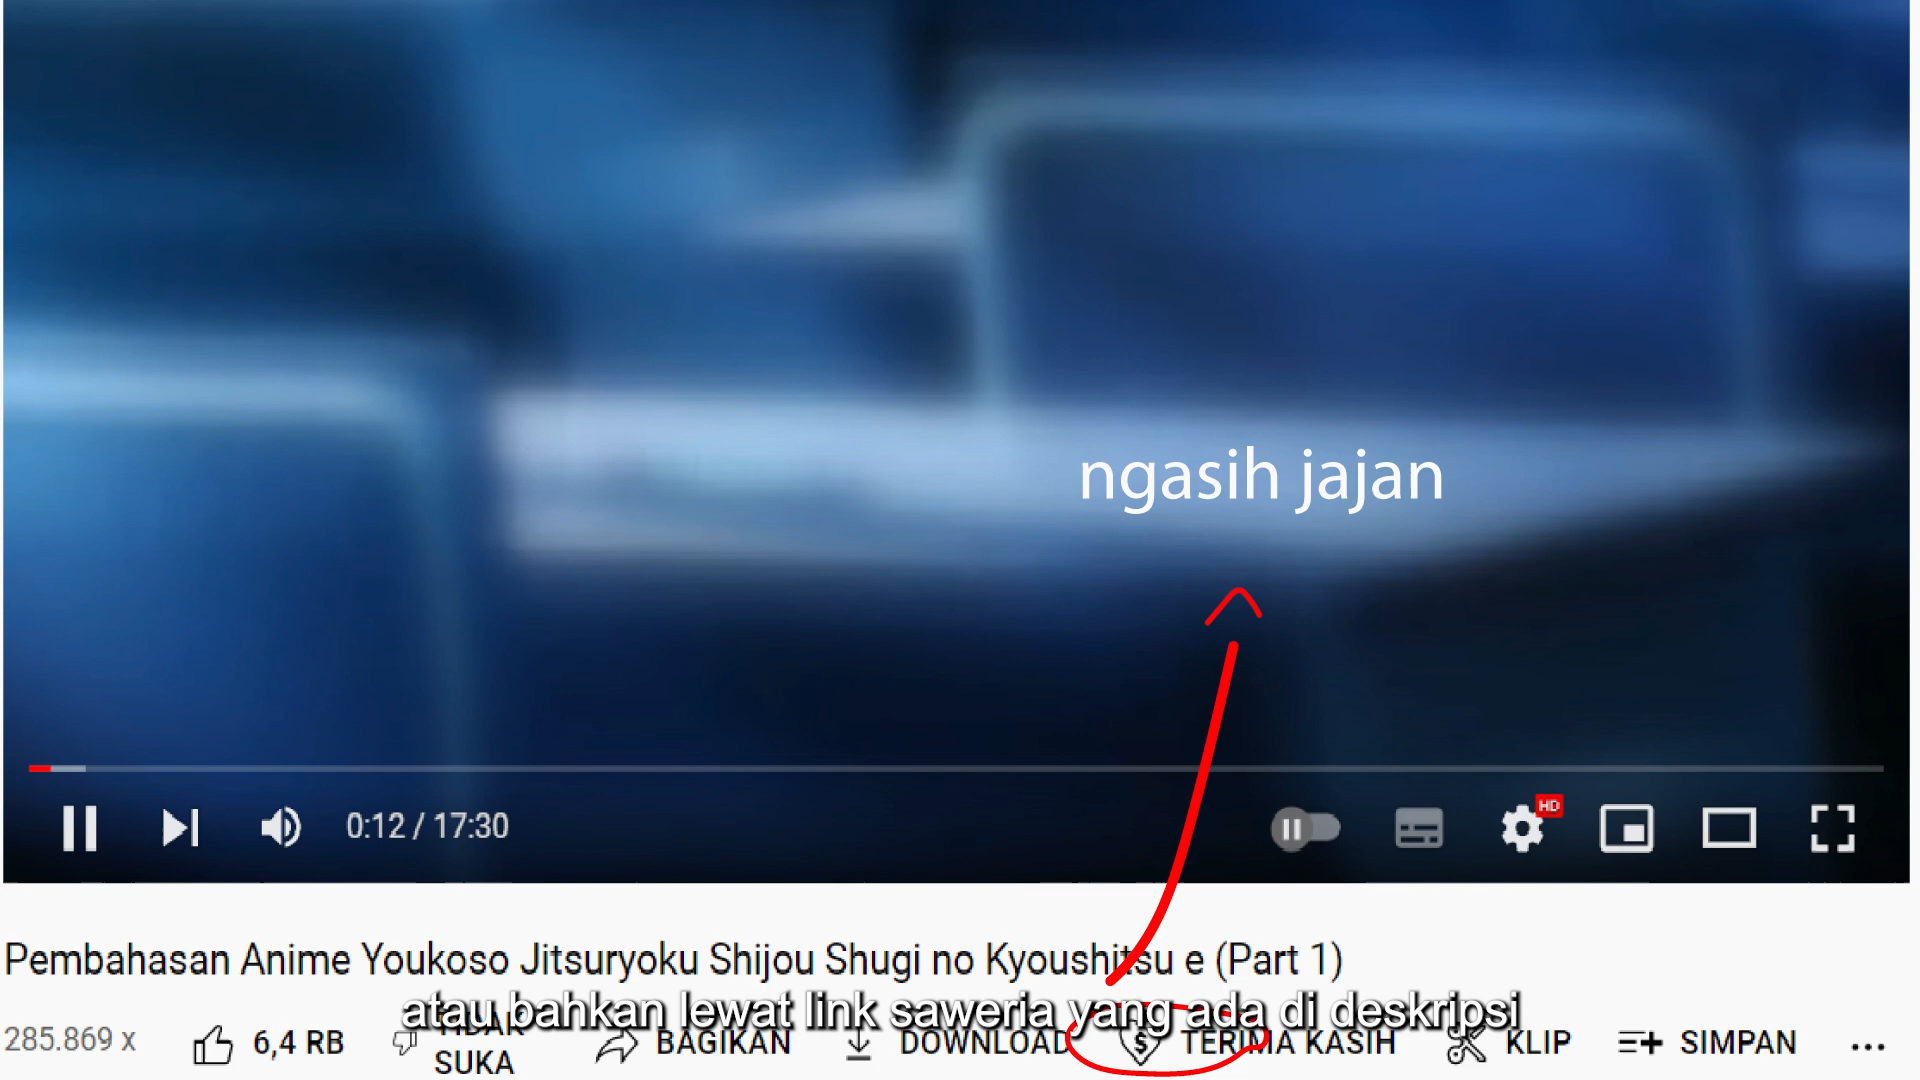 ngasih jajan
HD
0:12 / 17:30
Pembahasan Anime Youkoso Jitsuryoku Shijou Shugi no Kyoushitsu e (Part 1)
atau bahkan lewat link saweria yang ada di deskripsi
285.869 x 6,4 RB TIDAK SUKA BAGIKAN DOWNLOAD TERIMA KASIH KLIP SIMPAN